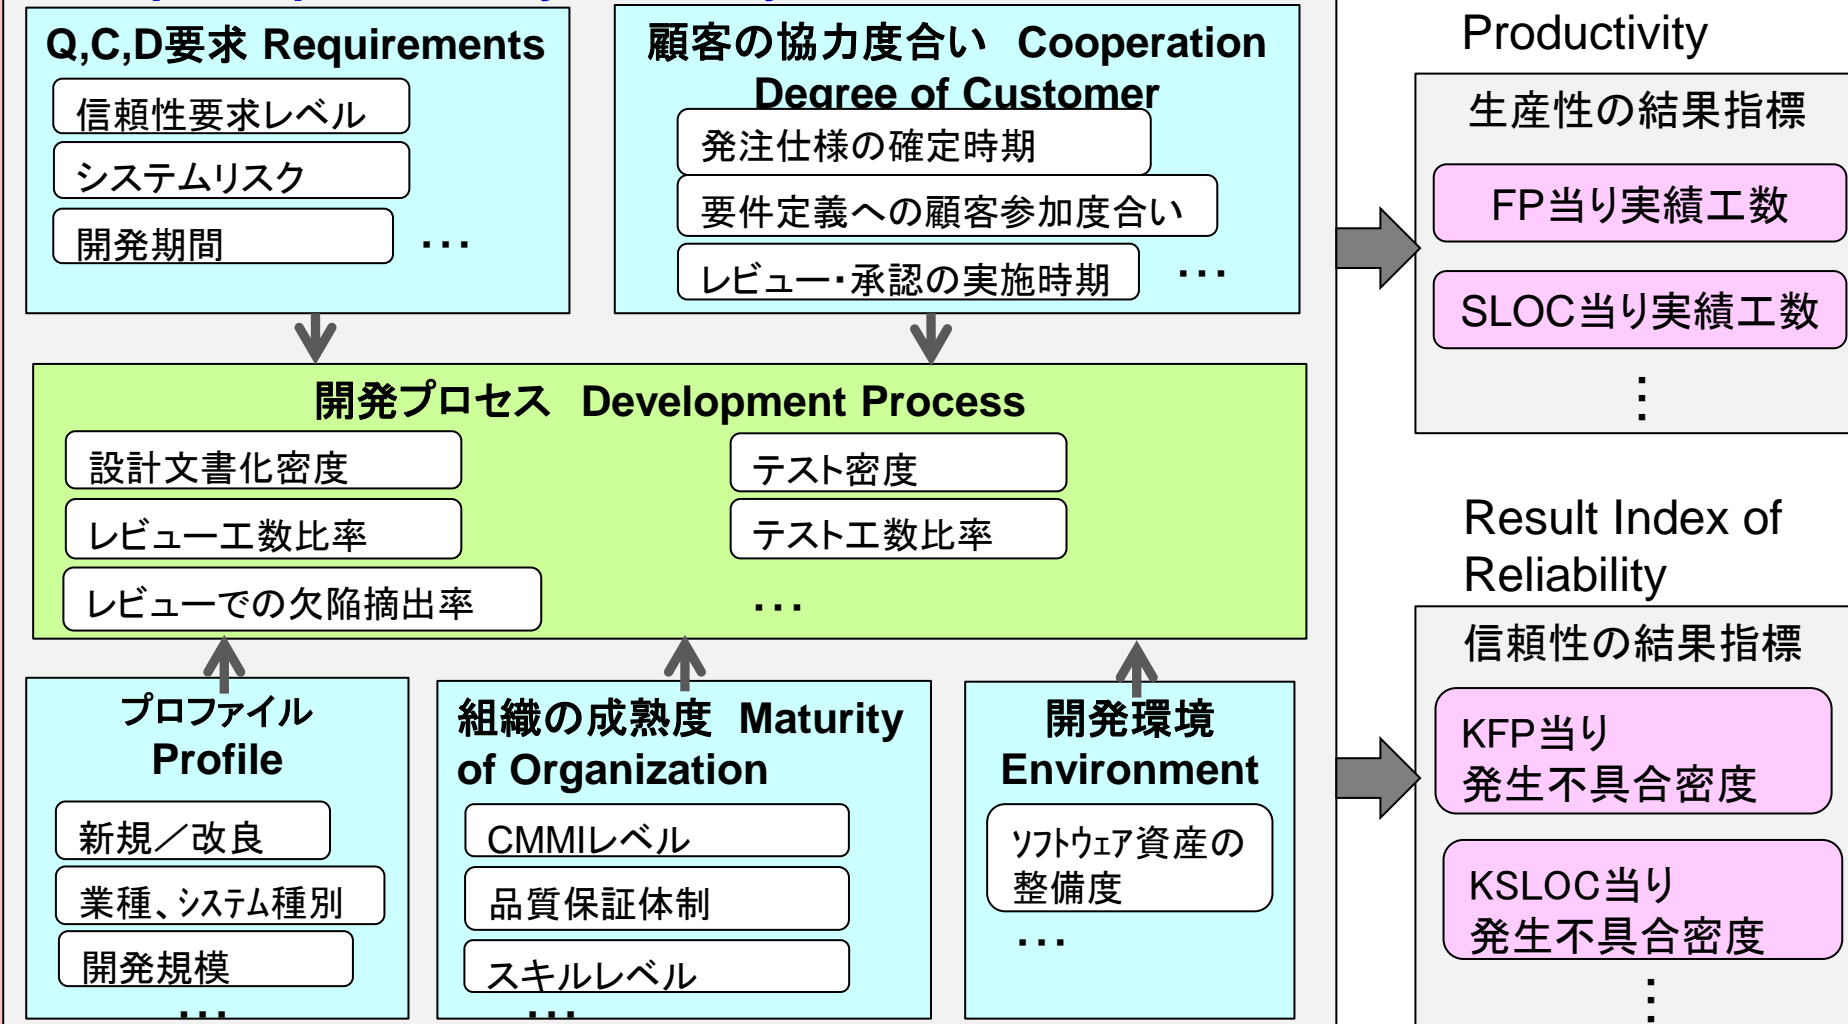 Q,C,D要求 Requirements
信頼性要求レベル
システムリスク
開発期間
…
顧客の協力度合い Cooperation
Degree of Customer
発注仕様の確定時期
要件定義への顧客参加度合い
レビュー・承認の実施時期
…
開発プロセス Development Process
設計文書化密度
レビュー工数比率
レビューでの欠陥摘出率
テスト密度
テスト工数比率
…
プロファイル
Profile
新規／改良
業種、システム種別
開発規模
…
組織の成熟度 Maturity
of Organization
CMMIレベル
品質保証体制
スキルレベル
…
開発環境
Environment
ソフトウェア資産の
整備度
…
Productivity
生産性の結果指標
FP当り実績工数
SLOC当り実績工数
…
Result Index of
Reliability
信頼性の結果指標
KFP当り
発生不具合密度
KSLOC当り
発生不具合密度
…